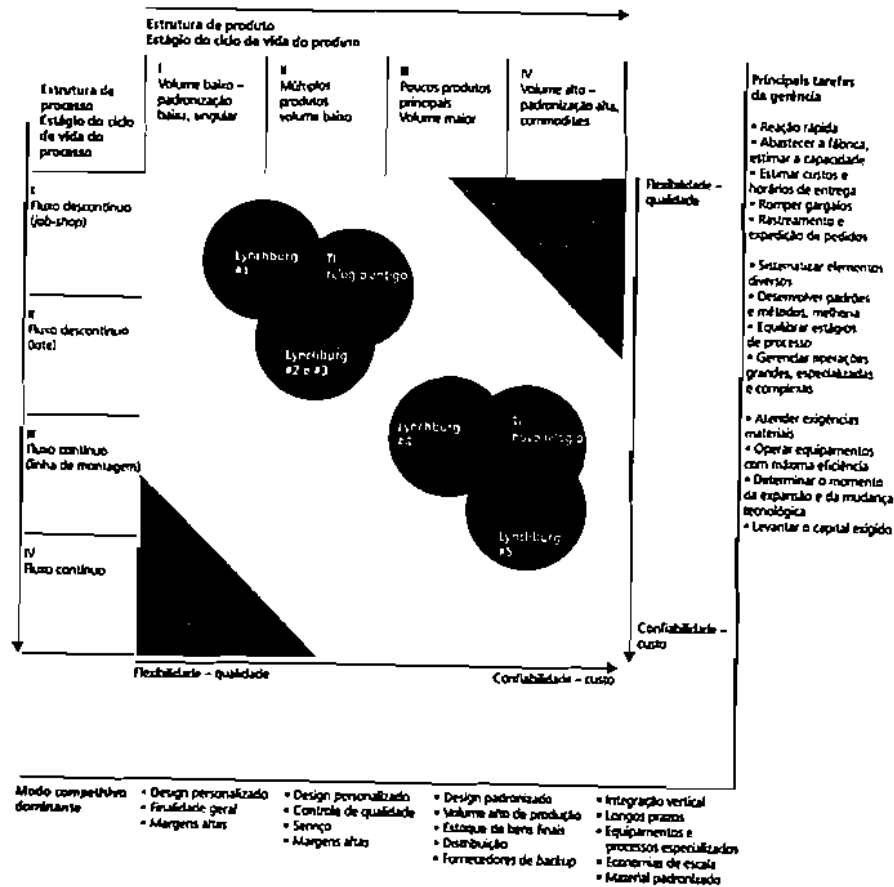 Estrutura de produto
Estágio do ciclo de vida do produto
Estrutura de
processo
Estágio do ciclo
de vida do
processo
I
Volume baixo –
padronização
baixa, singular
II
Múltiplos
produtos
volume baixo
III
Poucos produtos
principais
Volume maior
IV
Volume alto –
padronização alta,
commodities
Principais tarefas
da gerência
• Reação rápida
• Abastecer a fábrica,
estimar a capacidade
• Estimar custos e
horários de entrega
• Romper gargalos
• Rastreamento e
expedição de pedidos
• Sistematizar elementos
diversos
• Desenvolver padrões
e métodos, melhoria
• Equilibrar estágios
de processo
• Gerenciar operações
grandes, especializadas
e complexas
• Atender exigências
materiais
• Operar equipamentos
com máxima eficiência
• Determinar o momento
da expansão e da mudança
tecnológica
• Levantar o capital exigido
I
Fluxo descontínuo
(job-shop)
II
Fluxo descontínuo
(lote)
III
Fluxo contínuo
(linha de montagem)
IV
Fluxo contínuo
Lynchburg
#1
TI
relógio antigo
Lynchburg
#2 e #3
Lynchburg
#4
TI
novo relógio
Lynchburg
#5
Flexibilidade –
qualidade
Confiabilidade –
custo
Flexibilidade – qualidade
Confiabilidade – custo
Modo competitivo
dominante
• Design personalizado
• Finalidade geral
• Margens altas
• Design personalizado
• Controle de qualidade
• Serviço
• Margens altas
• Design padronizado
• Volume alto de produção
• Estoque de bens finais
• Distribuição
• Fornecedores de backup
• Integração vertical
• Longos prazos
• Equipamentos e
processos especializados
• Economias de escala
• Material padronizado